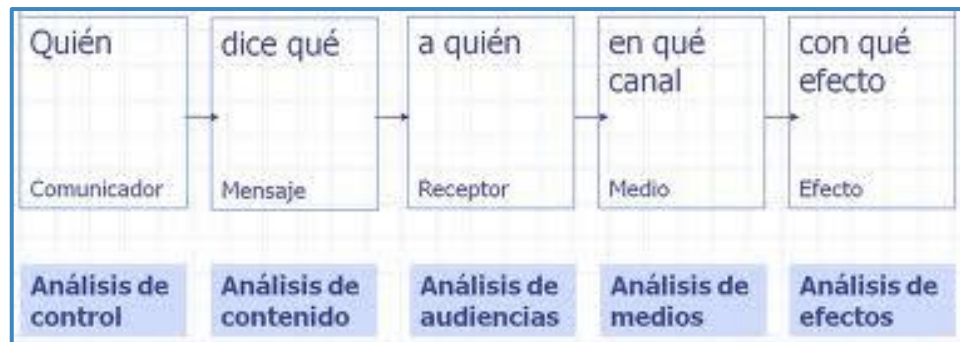 Quién
dice qué
a quién
en qué
canal
con qué
efecto
Comunicador
Mensaje
Receptor
Medio
Efecto
Análisis de
control
Análisis de
contenido
Análisis de
audiencias
Análisis de
medios
Análisis de
efectos